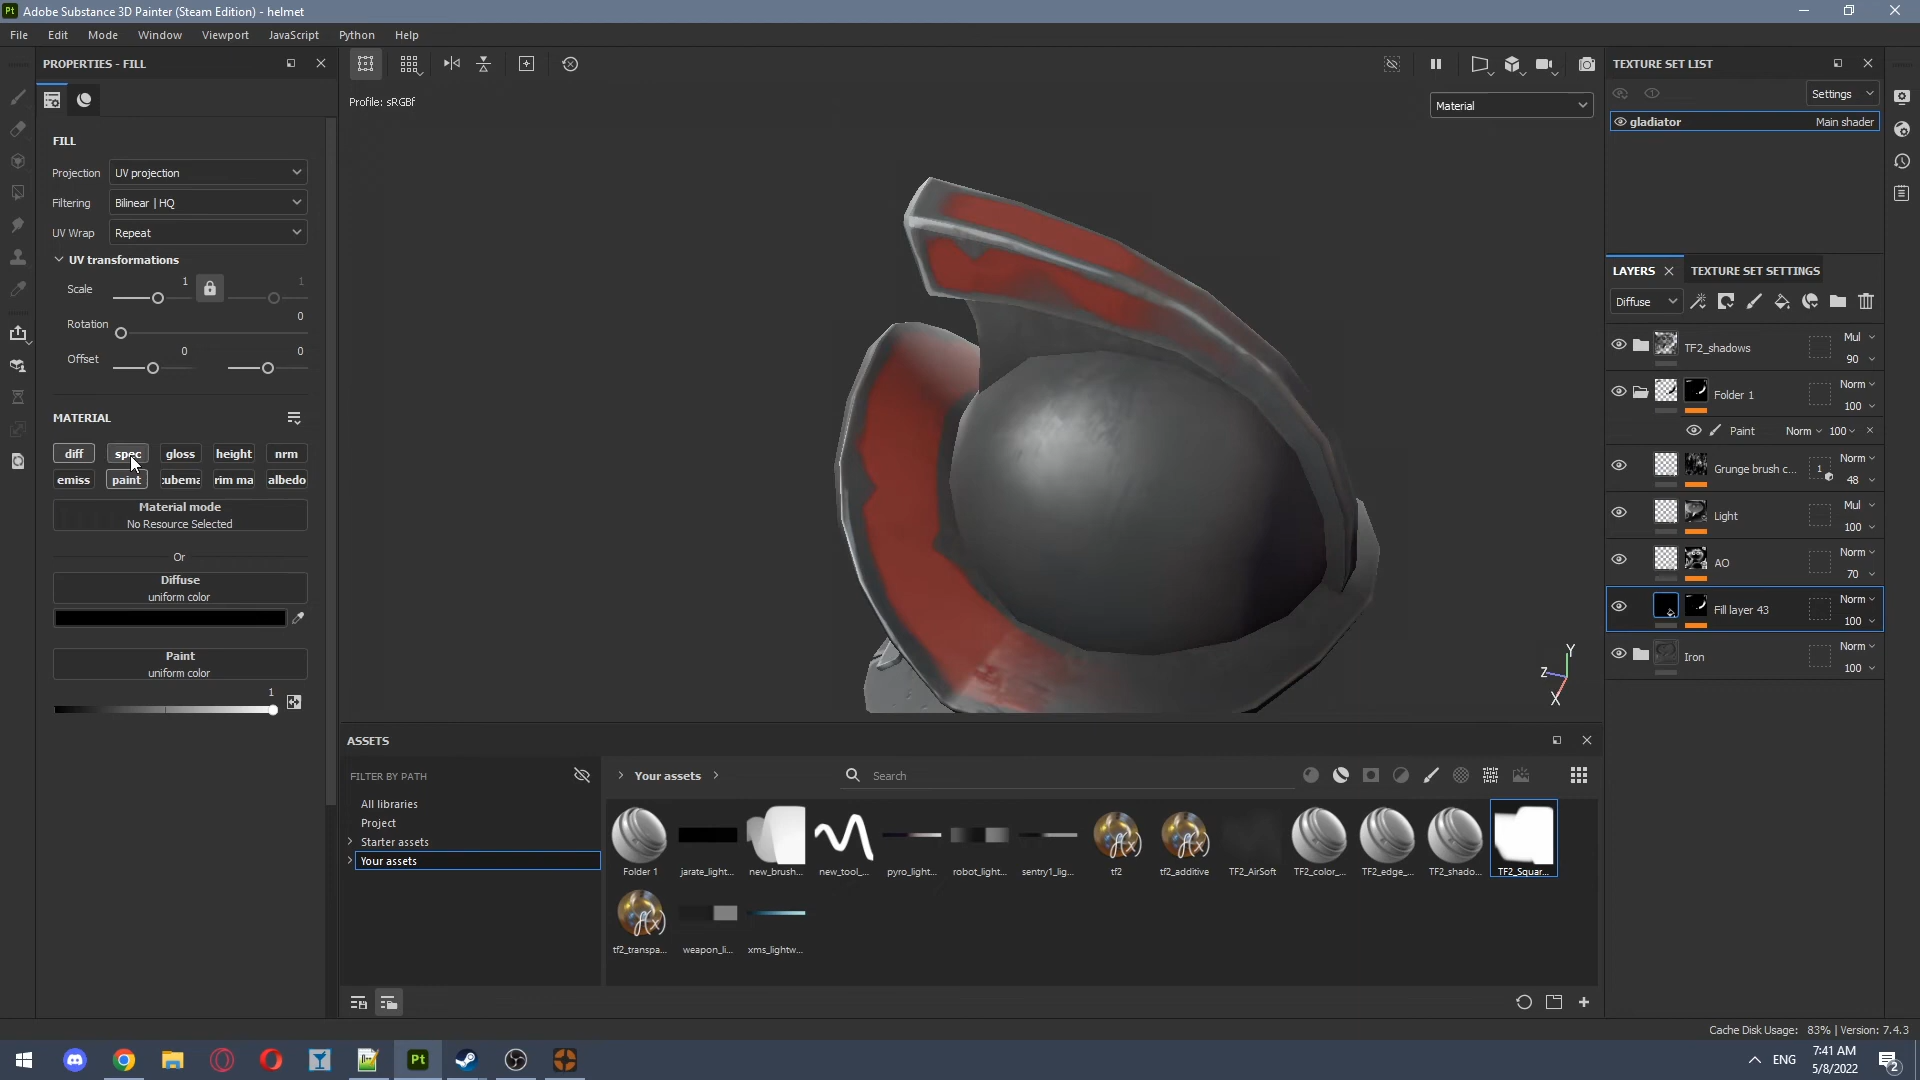 Pt Adobe Substance 3D Painter (Steam Edition) - helmet
File Edit Mode Window Viewport JavaScript Python Help
PROPERTIES - FILL
FILL
Projection UV projection
Filtering Bilinear | HQ
UV Wrap Repeat
UV transformations
Scale 1 1
Rotation 0
Offset 0 0
MATERIAL
diff spec gloss height nrm
emiss paint :ubema rim ma albedo
Material mode
No Resource Selected
Or
Diffuse
uniform color
Paint
uniform color
1
Profile: sRGBf
Material
Y
Z
X
TEXTURE SET LIST
Settings
gladiator Main shader
LAYERS TEXTURE SET SETTINGS
Diffuse
TF2_shadows Mul 90
Folder 1 Norm 100
Paint Norm 100
Grunge brush c... 1 Norm 48
Light Mul 100
AO Norm 70
Fill layer 43 Norm 100
Iron Norm 100
ASSETS
FILTER BY PATH
All libraries
Project
Starter assets
Your assets
Your assets
Search
Folder 1 jarate_light... new_brush... new_tool_... pyro_light... robot_light... sentry1_lig... tf2 tf2_additive TF2_AirSoft TF2_color_... TF2_edge_... TF2_shado... TF2_Squar...
tf2_transpa... weapon_li... xms_lightw...
Cache Disk Usage: 83% | Version: 7.4.3
Pt
ENG
7:41 AM
5/8/2022
2